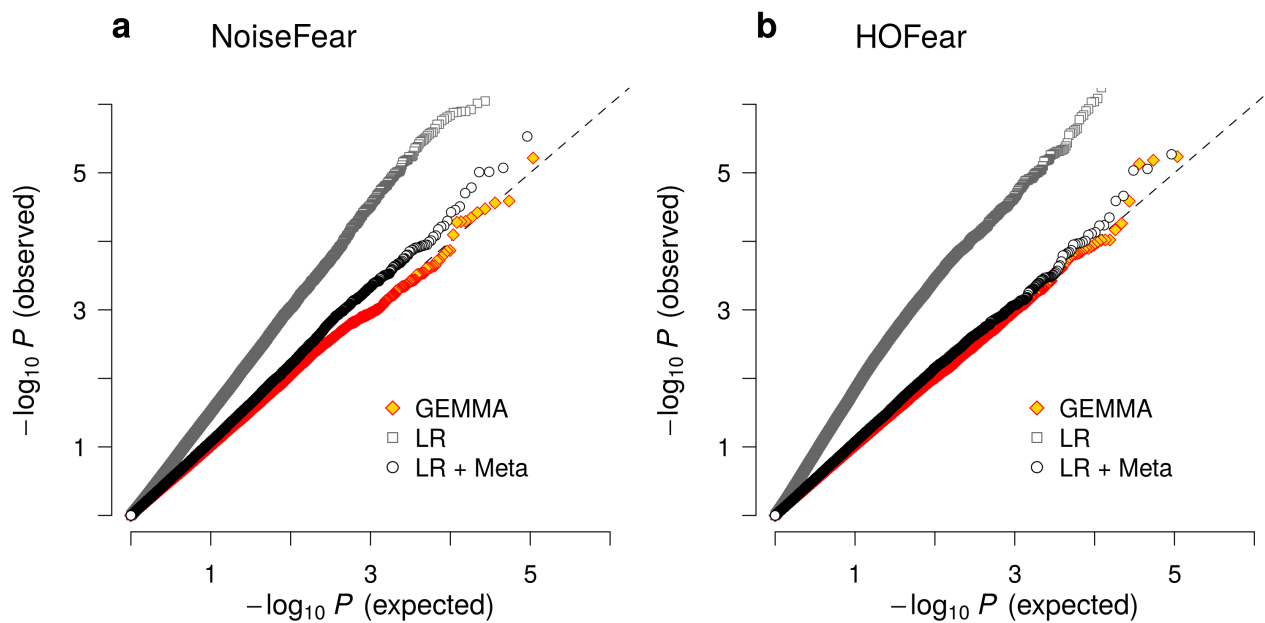 a NoiseFear
5
3
1
−log₁₀ P (observed)
GEMMA
LR
LR + Meta
1 3 5
−log₁₀ P (expected)
b HOFear
5
3
1
−log₁₀ P (observed)
GEMMA
LR
LR + Meta
1 3 5
−log₁₀ P (expected)